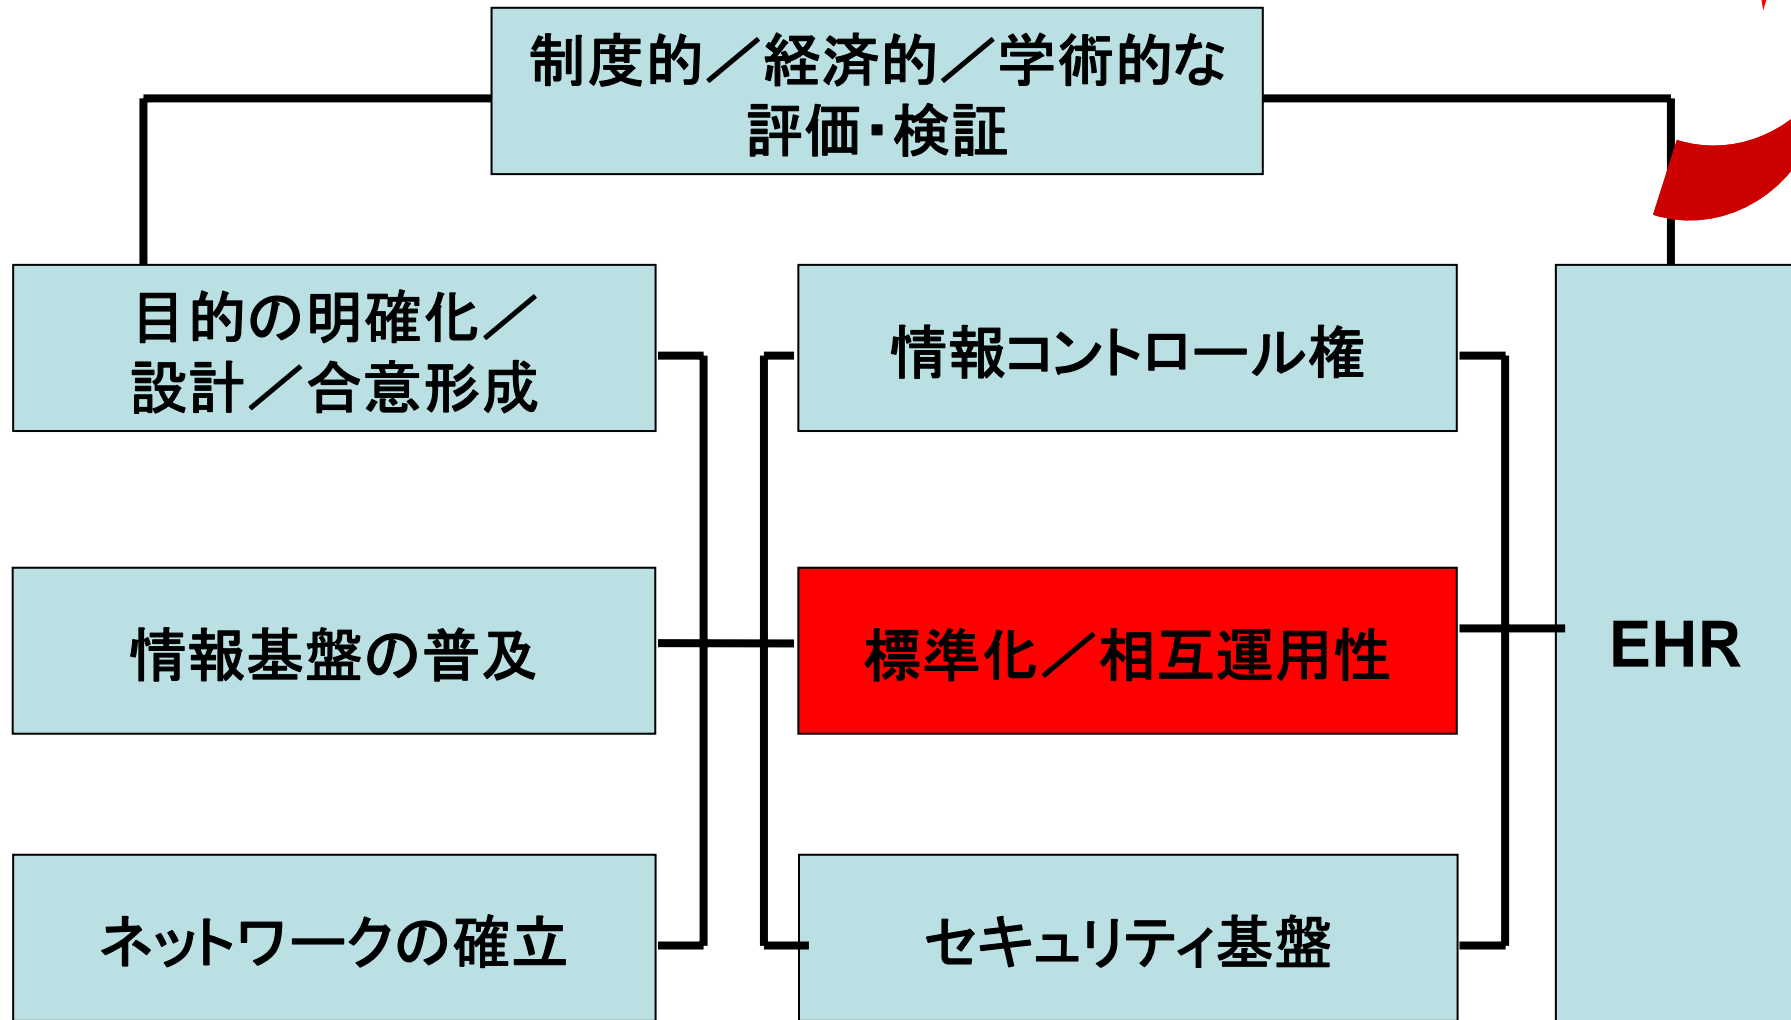 制度的／経済的／学術的な
評価・検証
目的の明確化／
設計／合意形成
情報コントロール権
情報基盤の普及
標準化／相互運用性
EHR
ネットワークの確立
セキュリティ基盤